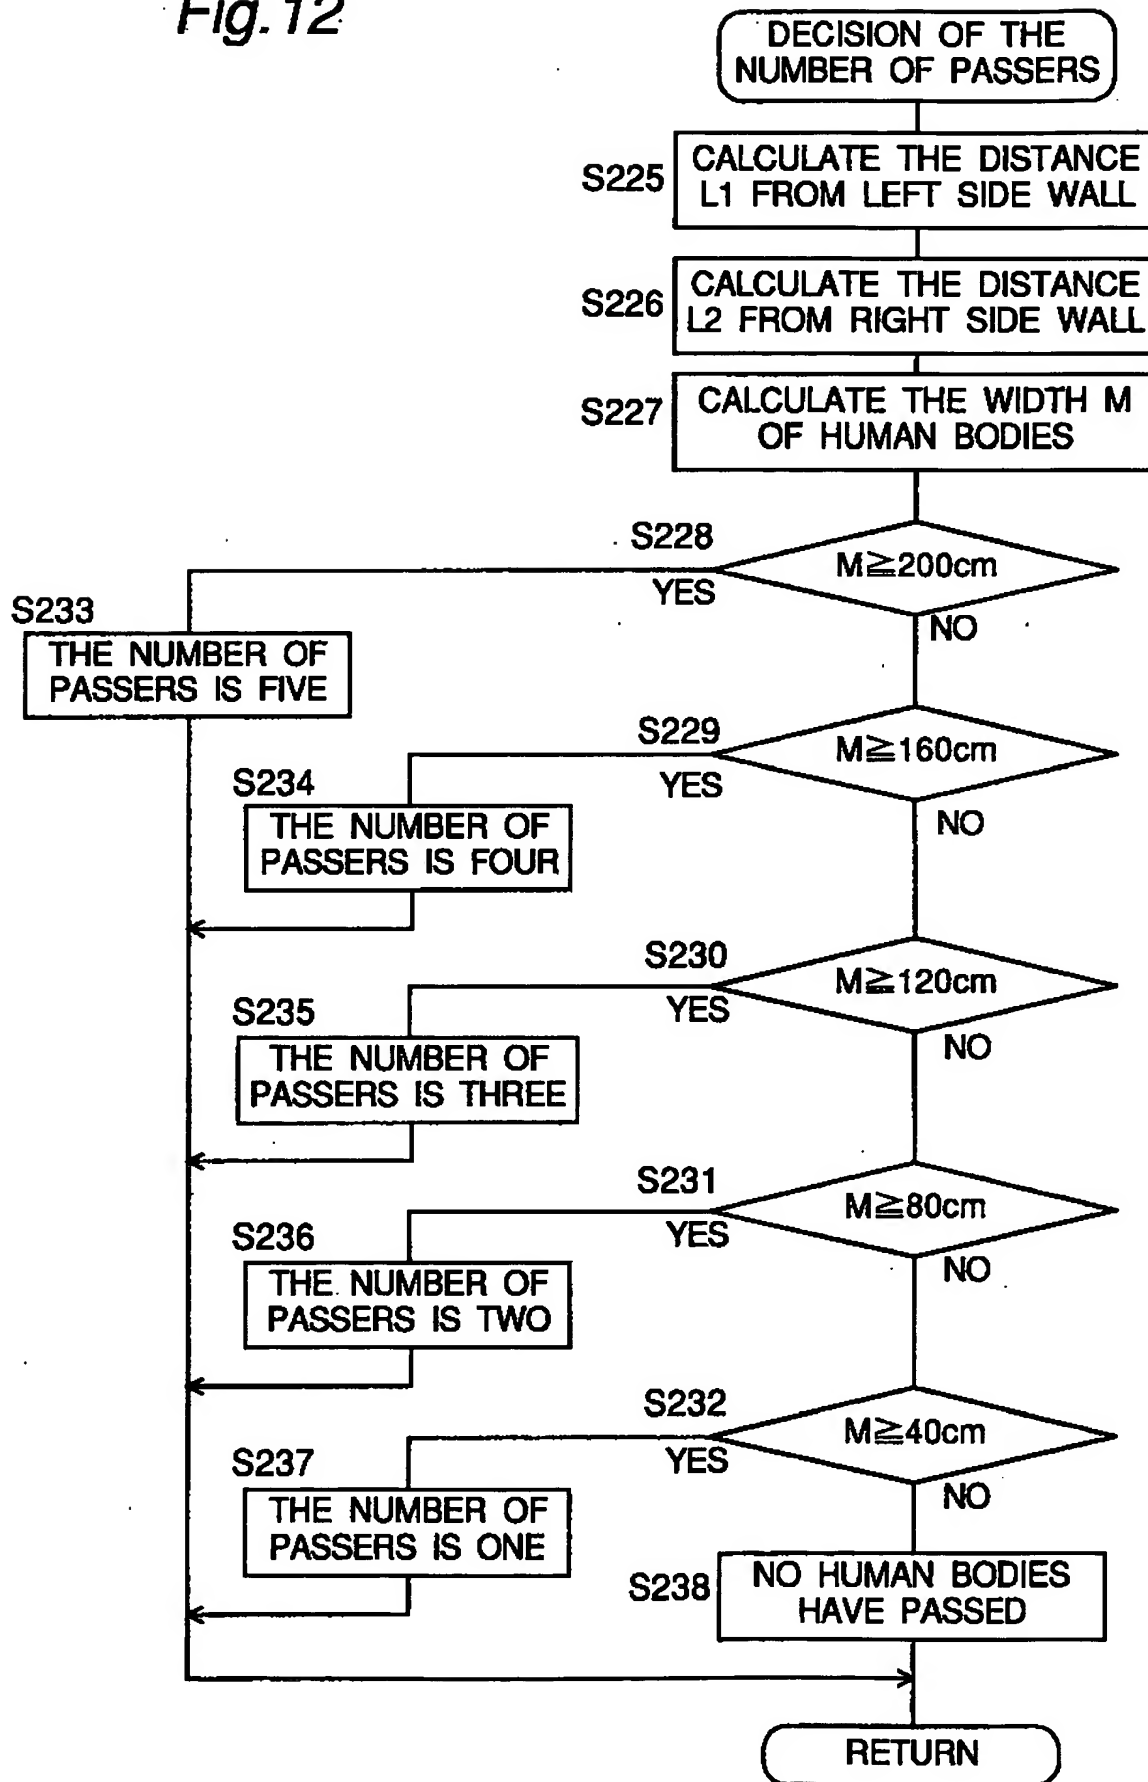 Fig. 12
DECISION OF THE
NUMBER OF PASSERS
S225
CALCULATE THE DISTANCE
L1 FROM LEFT SIDE WALL
S226
CALCULATE THE DISTANCE
L2 FROM RIGHT SIDE WALL
S227
CALCULATE THE WIDTH M
OF HUMAN BODIES
S228
M≧200cm
YES
NO
S233
THE NUMBER OF
PASSERS IS FIVE
S229
M≧160cm
YES
NO
S234
THE NUMBER OF
PASSERS IS FOUR
S230
M≧120cm
YES
NO
S235
THE NUMBER OF
PASSERS IS THREE
S231
M≧80cm
YES
NO
S236
THE NUMBER OF
PASSERS IS TWO
S232
M≧40cm
YES
NO
S237
THE NUMBER OF
PASSERS IS ONE
S238
NO HUMAN BODIES
HAVE PASSED
RETURN